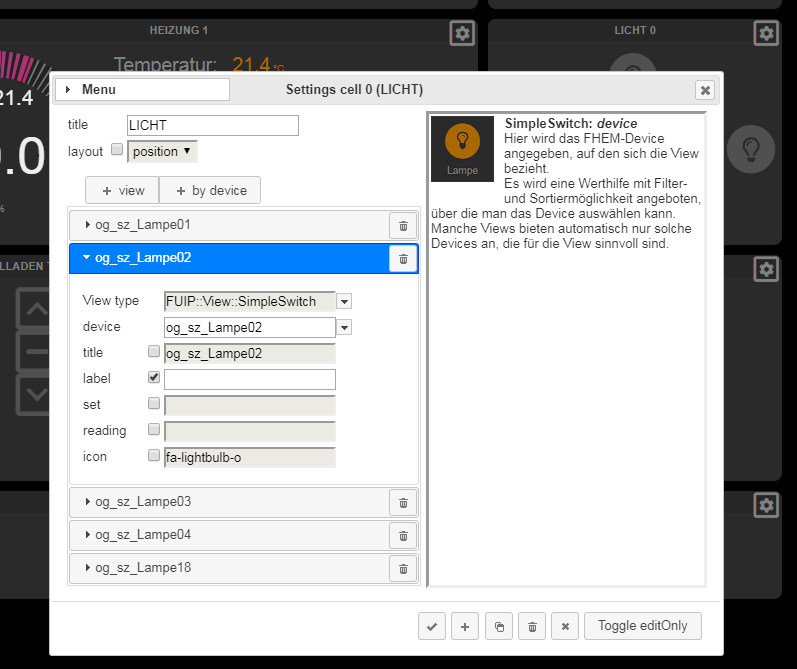 HEIZUNG 1
LICHT 0
Temperatur: 21.4 °C
21.4
.0
%
LLADEN
Menu
Settings cell 0 (LICHT)
title LICHT
layout position
+ view + by device
og_sz_Lampe01
og_sz_Lampe02
View type FUIP::View::SimpleSwitch
device og_sz_Lampe02
title og_sz_Lampe02
label
set
reading
icon fa-lightbulb-o
og_sz_Lampe03
og_sz_Lampe04
og_sz_Lampe18
Lampe
SimpleSwitch: device
Hier wird das FHEM-Device
angegeben, auf den sich die View
bezieht.
Es wird eine Werthilfe mit Filter-
und Sortiermöglichkeit angeboten,
über die man das Device auswählen kann.
Manche Views bieten automatisch nur solche
Devices an, die für die View sinnvoll sind.
Toggle editOnly